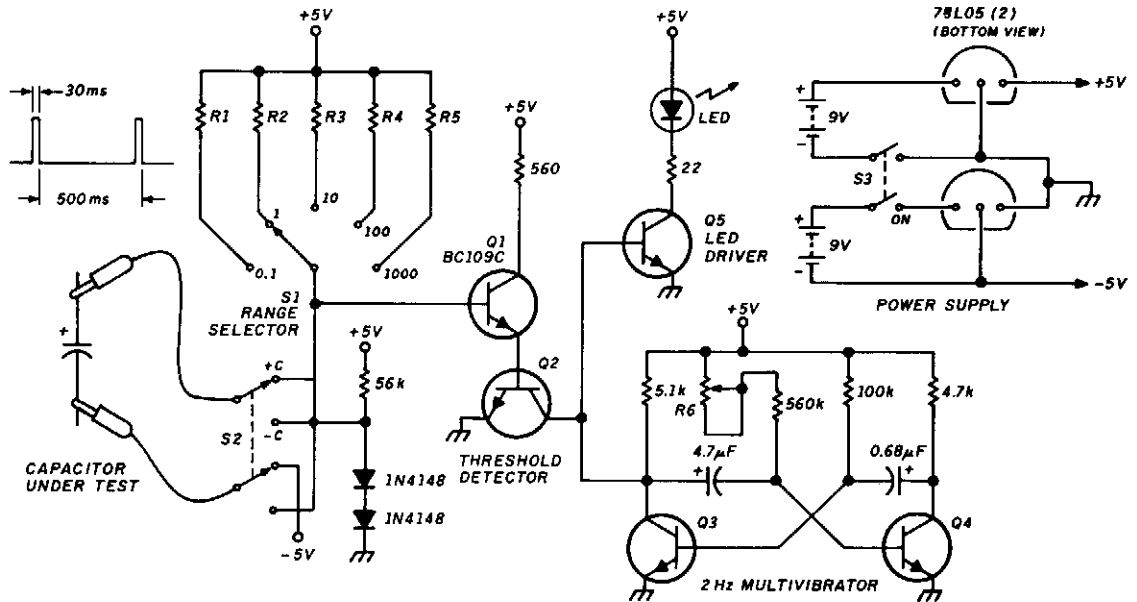 30ms
500ms
+5V
R1
R2
R3
R4
R5
0.1
1
10
100
1000
S1
RANGE
SELECTOR
+5V
560
Q1
BC109C
Q2
THRESHOLD
DETECTOR
+5V
LED
22
Q5
LED
DRIVER
78L05 (2)
(BOTTOM VIEW)
+
9V
-
S3
ON
+
9V
-
+5V
-5V
POWER SUPPLY
+
CAPACITOR
UNDER TEST
+C
-C
S2
-5V
+5V
56k
1N4148
1N4148
+5V
5.1k
R6
560k
100k
4.7k
4.7µF
+
0.68µF
+
Q3
Q4
2 Hz MULTIVIBRATOR